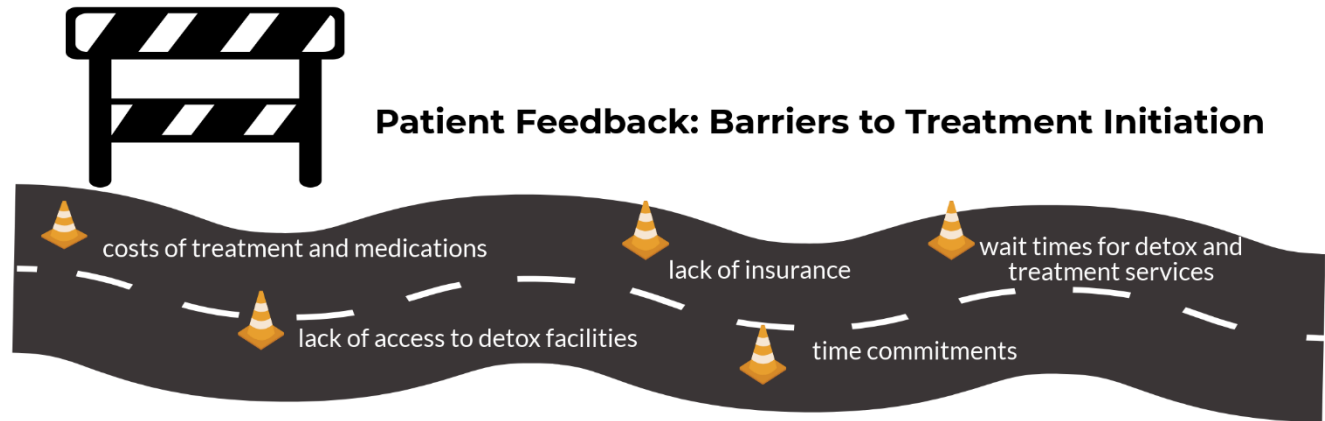 Patient Feedback: Barriers to Treatment Initiation
costs of treatment and medications
lack of access to detox facilities
lack of insurance
time commitments
wait times for detox and
treatment services